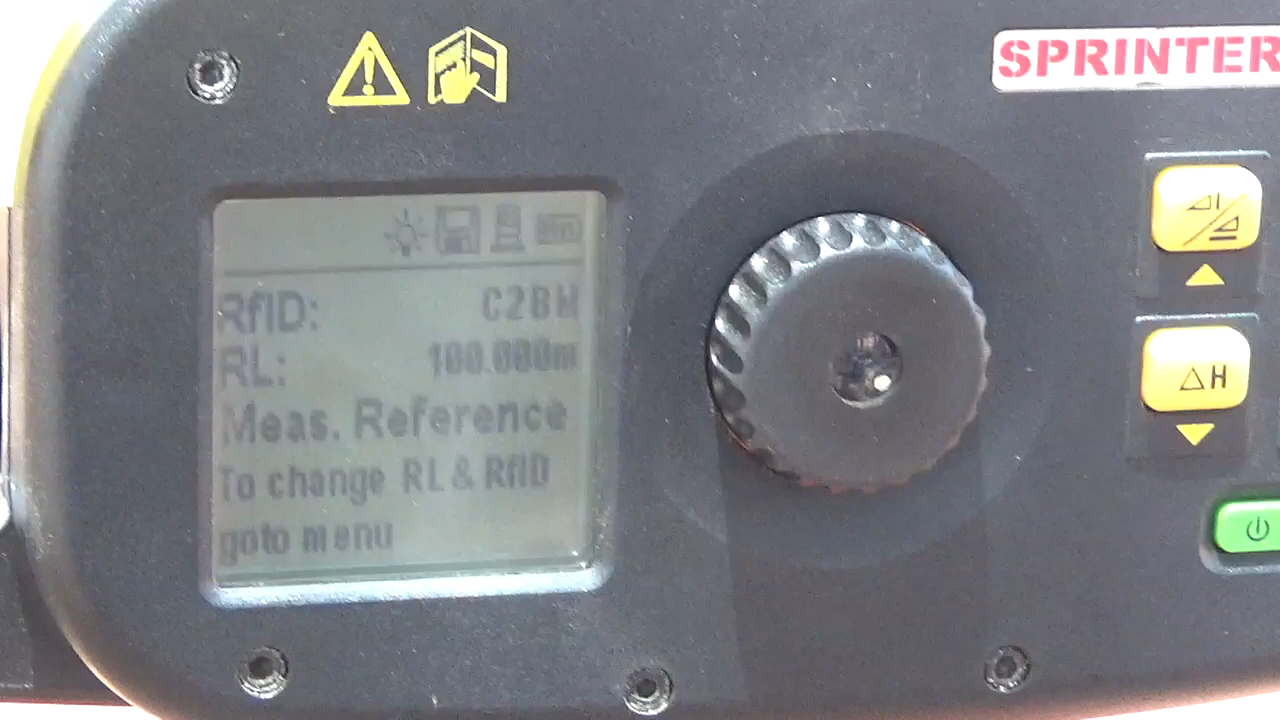 SPRINTER
RfID: C2BM
RL: 100.000m
Meas. Reference
To change RL & RfID
goto menu
ΔH